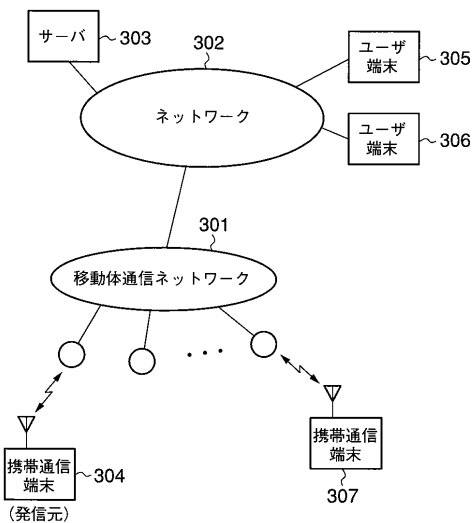 サーバ
303
302
ユーザ
端末
305
ネットワーク
ユーザ
端末
306
301
移動体通信ネットワーク
・・・
携帯通信
端末
304
(発信元)
携帯通信
端末
307